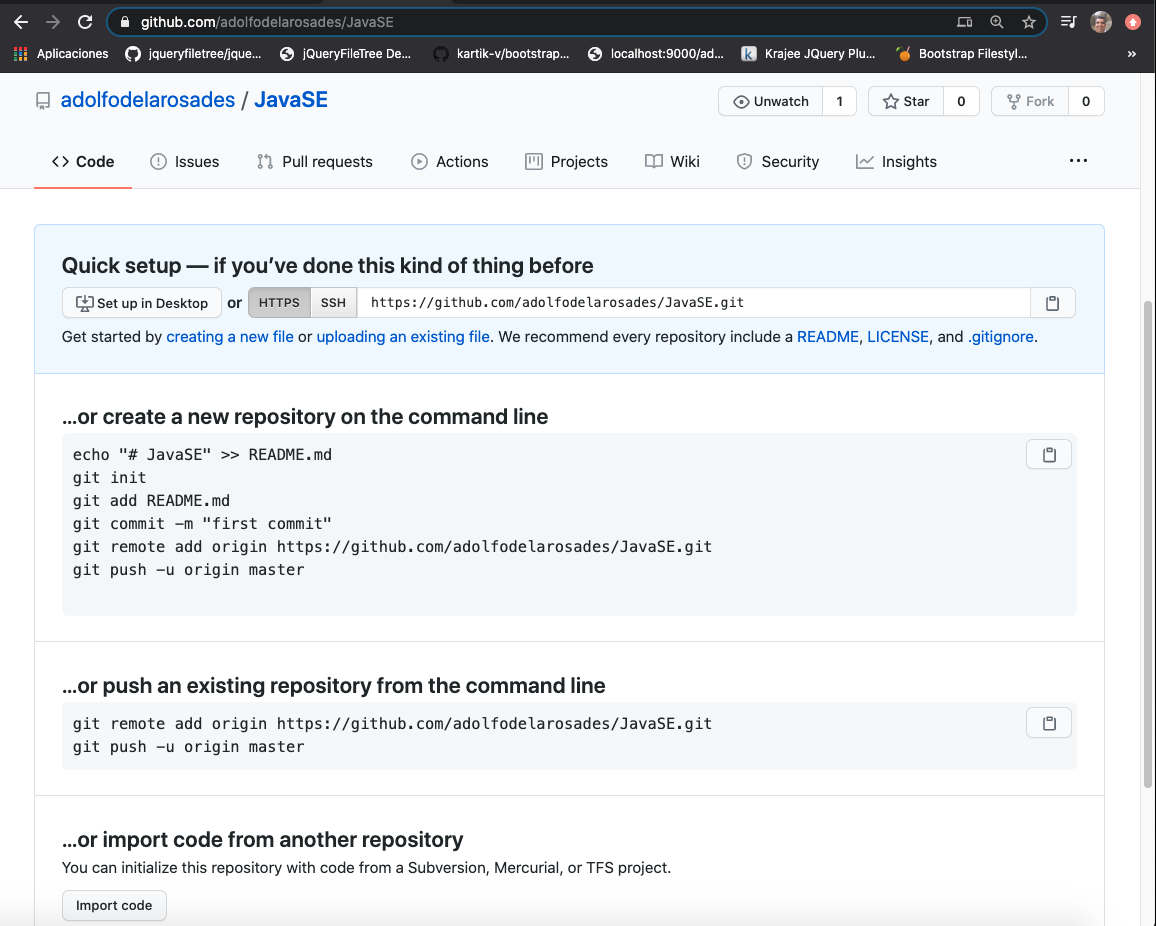 github.com/adolfodelarosades/JavaSE
Aplicaciones jqueryfiletree/jque... jQueryFileTree De... kartik-v/bootstrap... localhost:9000/ad... Krajee JQuery Plu... Bootstrap Filestyl... »
adolfodelarosades / JavaSE
Unwatch 1 Star 0 Fork 0
<> Code Issues Pull requests Actions Projects Wiki Security Insights ...
Quick setup — if you’ve done this kind of thing before
Set up in Desktop or HTTPS SSH https://github.com/adolfodelarosades/JavaSE.git
Get started by creating a new file or uploading an existing file. We recommend every repository include a README, LICENSE, and .gitignore.
…or create a new repository on the command line
echo "# JavaSE" >> README.md
git init
git add README.md
git commit -m "first commit"
git remote add origin https://github.com/adolfodelarosades/JavaSE.git
git push -u origin master
…or push an existing repository from the command line
git remote add origin https://github.com/adolfodelarosades/JavaSE.git
git push -u origin master
…or import code from another repository
You can initialize this repository with code from a Subversion, Mercurial, or TFS project.
Import code